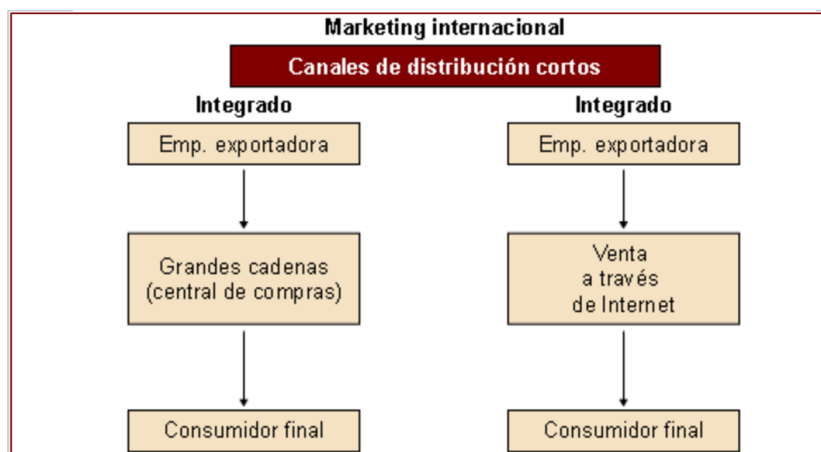 Marketing internacional
Canales de distribución cortos
Integrado
Emp. exportadora
Grandes cadenas
(central de compras)
Consumidor final
Integrado
Emp. exportadora
Venta
a través
de Internet
Consumidor final